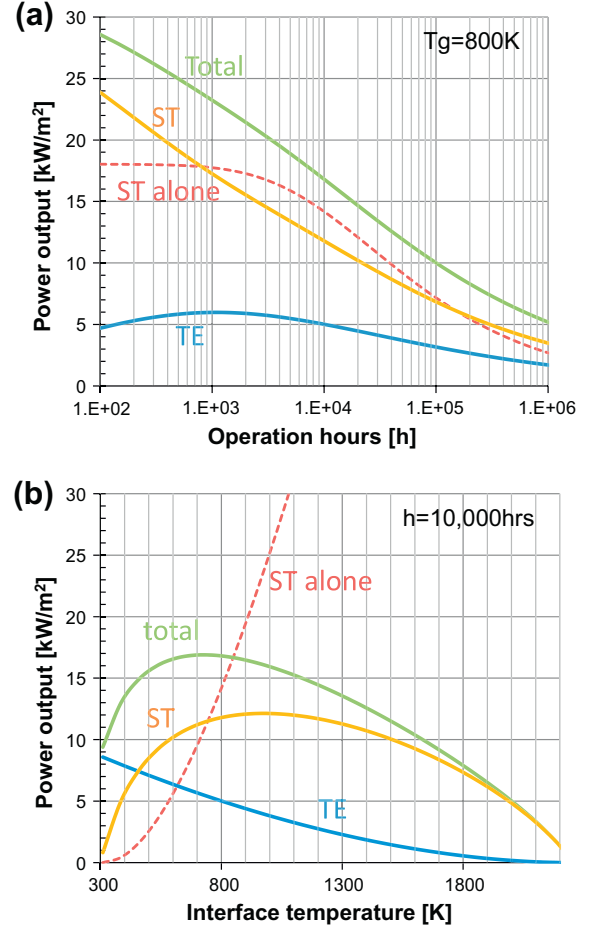 (a)
Power output [kW/m²]
30
25
20
15
10
5
0
Tg=800K
Total
ST
ST alone
TE
1.E+02 1.E+03 1.E+04 1.E+05 1.E+06
Operation hours [h]
(b)
Power output [kW/m²]
30
25
20
15
10
5
0
h=10,000hrs
ST alone
total
ST
TE
300 800 1300 1800
Interface temperature [K]